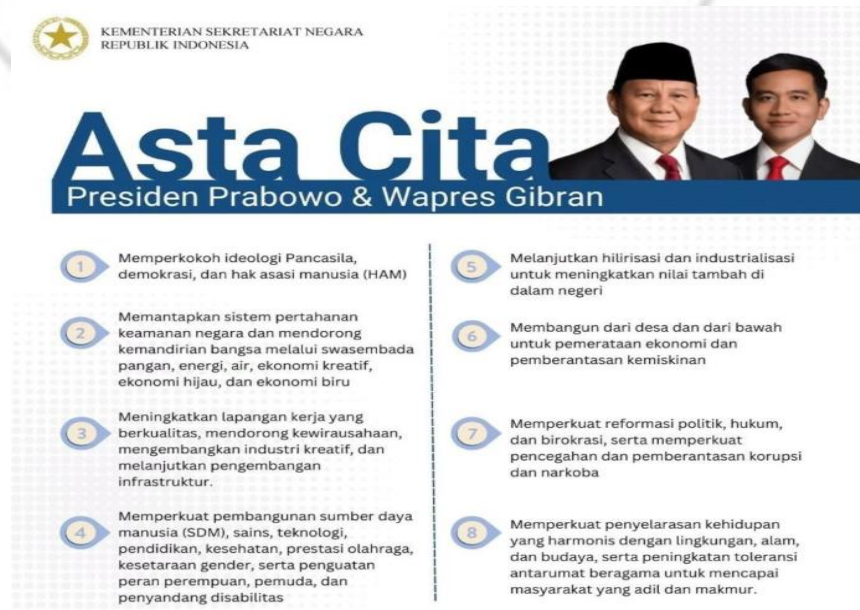 KEMENTERIAN SEKRETARIAT NEGARA
REPUBLIK INDONESIA
Asta Cita
Presiden Prabowo & Wapres Gibran
1
Memperkokoh ideologi Pancasila,
demokrasi, dan hak asasi manusia (HAM)
2
Memantapkan sistem pertahanan
keamanan negara dan mendorong
kemandirian bangsa melalui swasembada
pangan, energi, air, ekonomi kreatif,
ekonomi hijau, dan ekonomi biru
3
Meningkatkan lapangan kerja yang
berkualitas, mendorong kewirausahaan,
mengembangkan industri kreatif, dan
melanjutkan pengembangan
infrastruktur.
4
Memperkuat pembangunan sumber daya
manusia (SDM), sains, teknologi,
pendidikan, kesehatan, prestasi olahraga,
kesetaraan gender, serta penguatan
peran perempuan, pemuda, dan
penyandang disabilitas
5
Melanjutkan hilirisasi dan industrialisasi
untuk meningkatkan nilai tambah di
dalam negeri
6
Membangun dari desa dan dari bawah
untuk pemerataan ekonomi dan
pemberantasan kemiskinan
7
Memperkuat reformasi politik, hukum,
dan birokrasi, serta memperkuat
pencegahan dan pemberantasan korupsi
dan narkoba
8
Memperkuat penyelarasan kehidupan
yang harmonis dengan lingkungan, alam,
dan budaya, serta peningkatan toleransi
antarumat beragama untuk mencapai
masyarakat yang adil dan makmur.